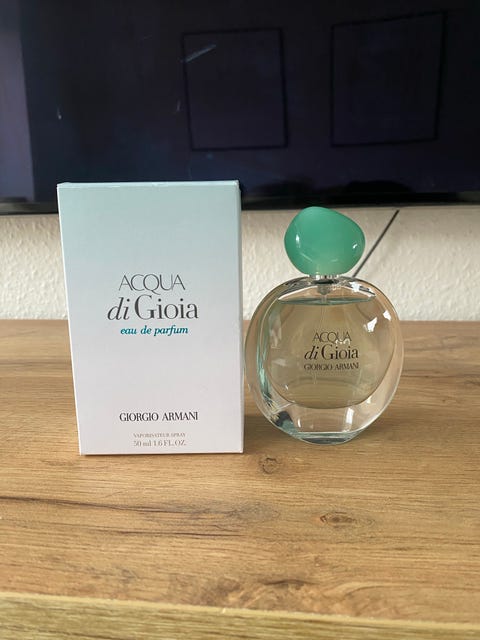 ACQUA
di Gioia
eau de parfum
GIORGIO ARMANI
VAPORISATEUR SPRAY
50 ml 1.6 FL. OZ.
ACQUA
di Gioia
GIORGIO ARMANI